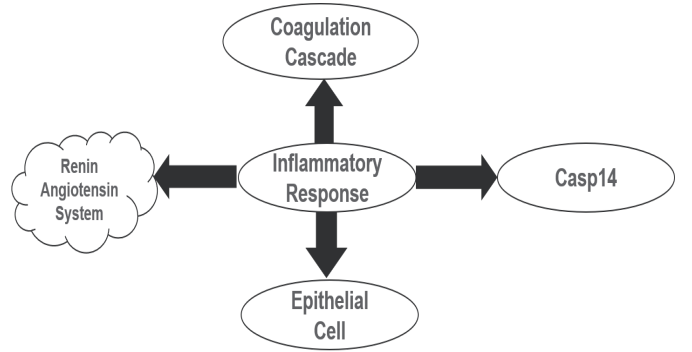 Coagulation
Cascade
Renin
Angiotensin
System
Inflammatory
Response
Casp14
Epithelial
Cell